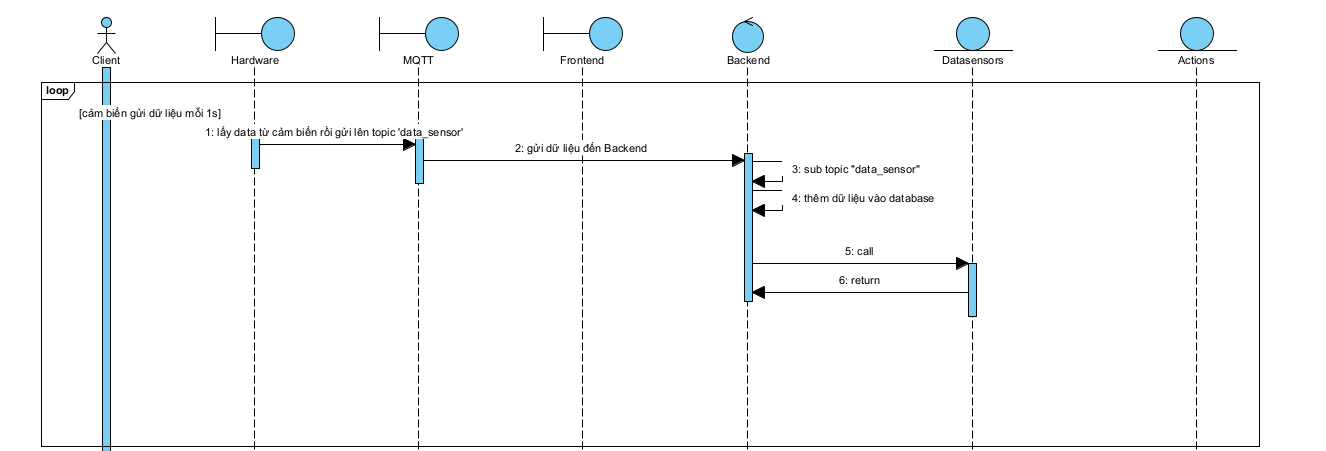 Client
Hardware
MQTT
Frontend
Backend
Datasensors
Actions
loop
[cảm biến gửi dữ liệu mỗi 1s]
1: lấy data từ cảm biến rồi gửi lên topic 'data_sensor'
2: gửi dữ liệu đến Backend
3: sub topic "data_sensor"
4: thêm dữ liệu vào database
5: call
6: return